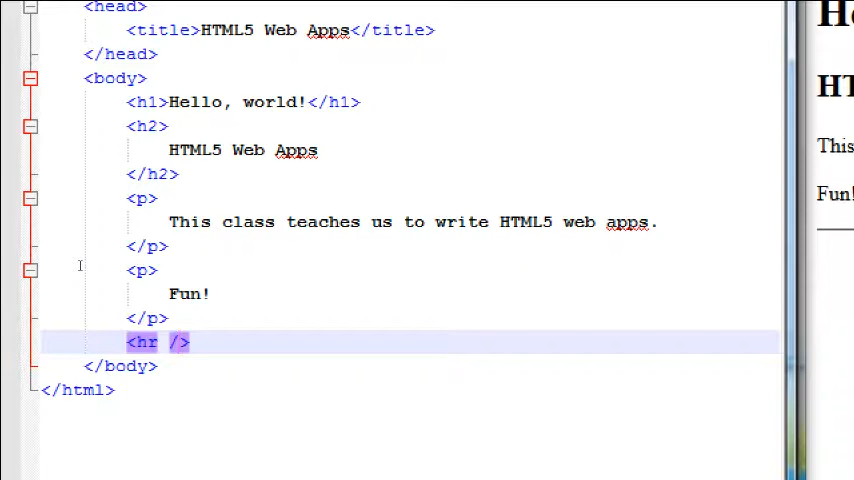 <head>
<title>HTML5 Web Apps</title>
</head>
<body>
<h1>Hello, world!</h1>
<h2>
HTML5 Web Apps
</h2>
<p>
This class teaches us to write HTML5 web apps.
</p>
<p>
Fun!
</p>
<hr />
</body>
</html>
This
Fun!